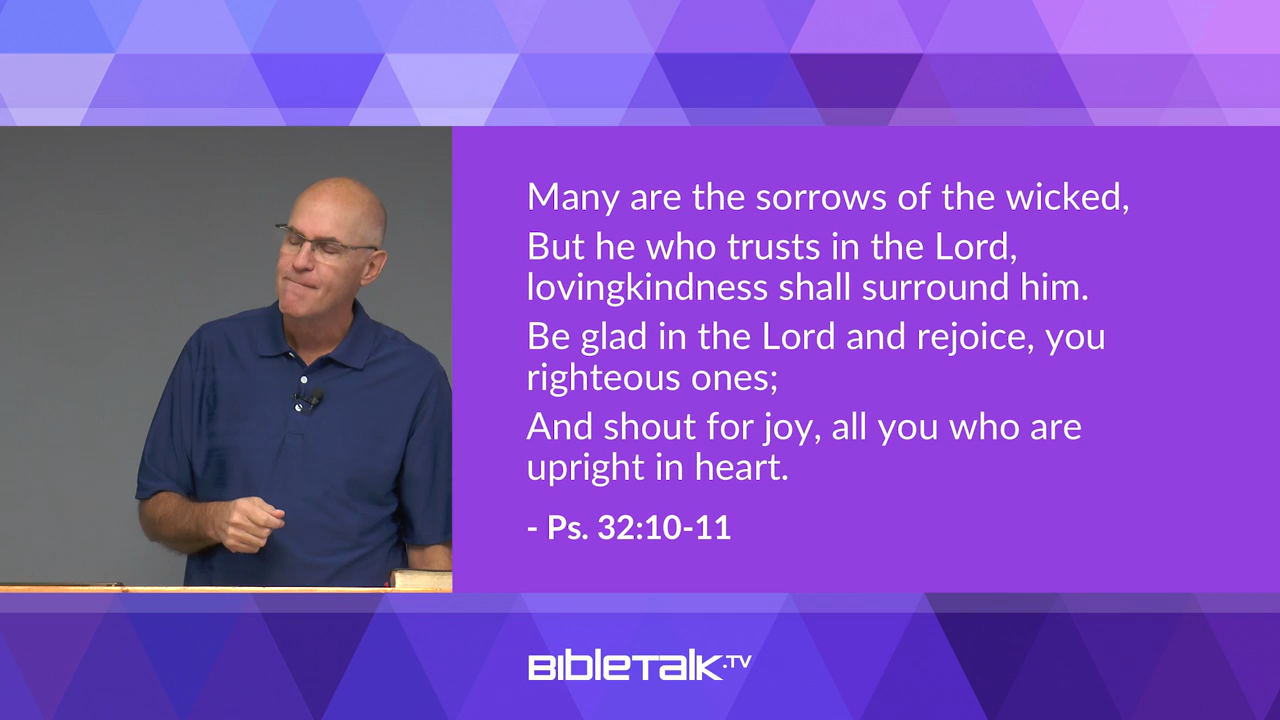 Many are the sorrows of the wicked,
But he who trusts in the Lord,
lovingkindness shall surround him.
Be glad in the Lord and rejoice, you
righteous ones;
And shout for joy, all you who are
upright in heart.
- Ps. 32:10-11
BibleTalk.TV